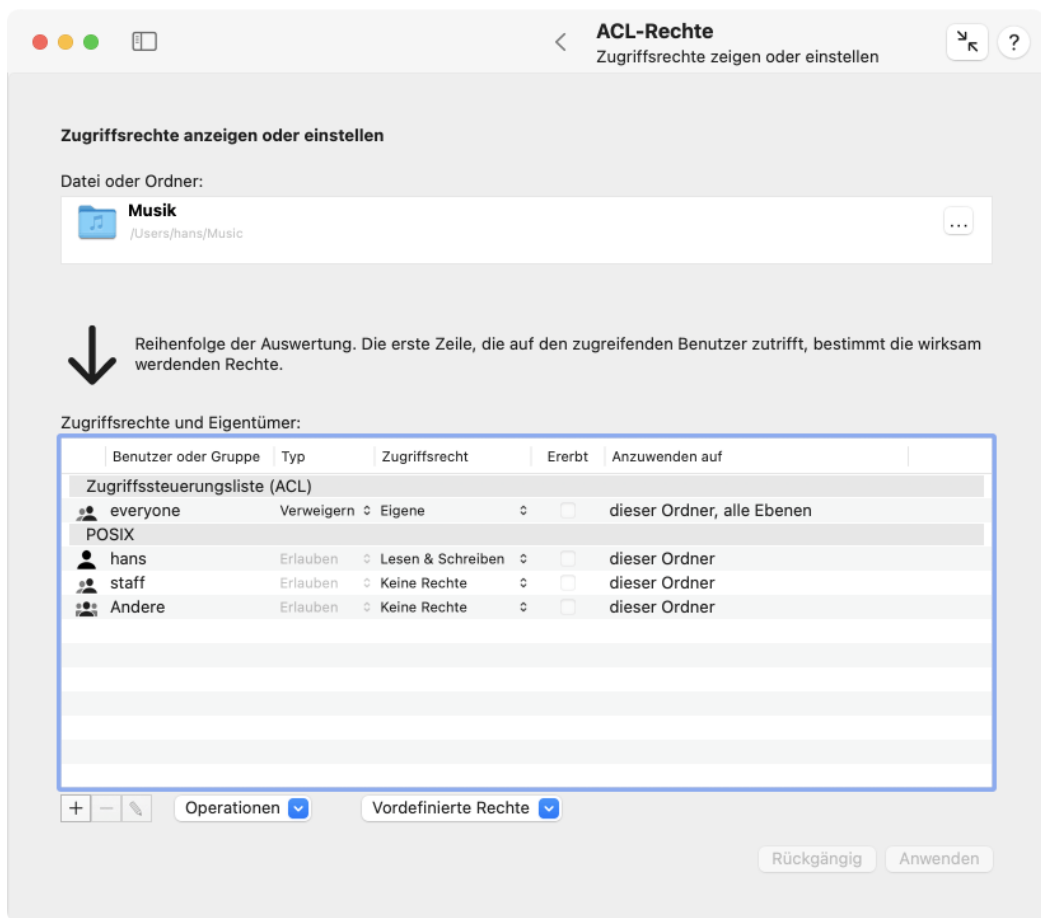 ACL-Rechte
Zugriffsrechte zeigen oder einstellen
?
Zugriffsrechte anzeigen oder einstellen
Datei oder Ordner:
Musik
/Users/hans/Music
...
Reihenfolge der Auswertung. Die erste Zeile, die auf den zugreifenden Benutzer zutrifft, bestimmt die wirksam
werdenden Rechte.
Zugriffsrechte und Eigentümer:
Benutzer oder Gruppe Typ Zugriffsrecht Ererbt Anzuwenden auf
Zugriffssteuerungsliste (ACL)
everyone Verweigern Eigene dieser Ordner, alle Ebenen
POSIX
hans Erlauben Lesen & Schreiben dieser Ordner
staff Erlauben Keine Rechte dieser Ordner
Andere Erlauben Keine Rechte dieser Ordner
+ − Operationen Vordefinierte Rechte
Rückgängig Anwenden